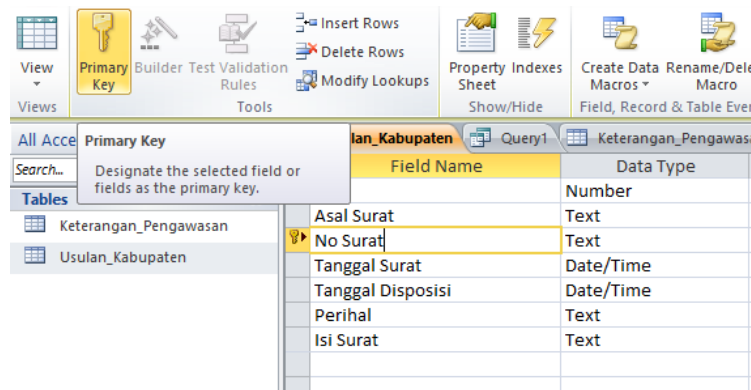 Insert Rows
Delete Rows
Modify Lookups
View
Primary Key
Builder
Test Validation Rules
Property Sheet
Indexes
Create Data Macros
Rename/Dele
Macro
Views
Tools
Show/Hide
Field, Record & Table Eve
All Acce
Primary Key
Designate the selected field or
fields as the primary key.
lan_Kabupaten
Query1
Keterangan_Pengawas
Search...
Tables
Keterangan_Pengawasan
Usulan_Kabupaten
Field Name Data Type
Number
Asal Surat Text
No Surat Text
Tanggal Surat Date/Time
Tanggal Disposisi Date/Time
Perihal Text
Isi Surat Text